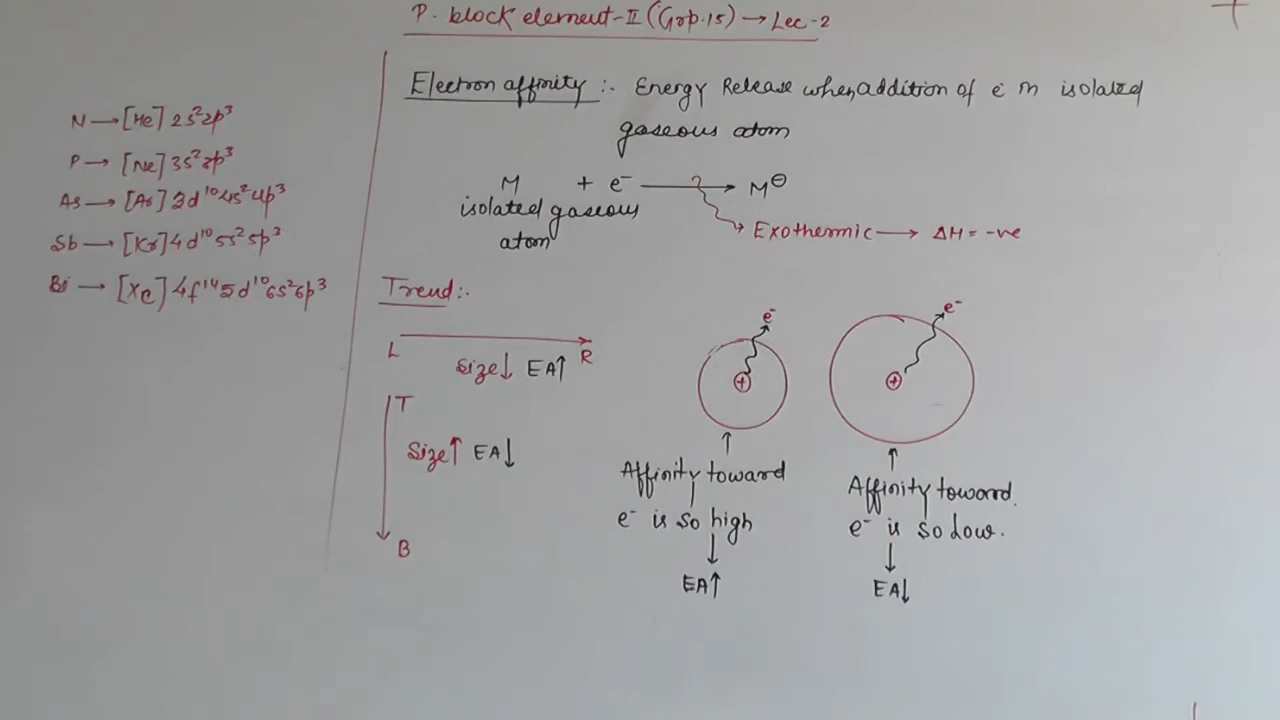 P. block element-II (Grp.15) → Lec-2
N → [He] 2s²2p³
P → [Ne] 3s²3p³
As → [Ar] 3d¹⁰4s²4p³
Sb → [Kr] 4d¹⁰5s²5p³
Bi → [Xe] 4f¹⁴5d¹⁰6s²6p³
Electron affinity :- Energy Release when addition of e⁻ in isolated
gaseous atom
M + e⁻ → M⊖
isolated gaseous
atom
Exothermic → ΔH = -ve
Trend:-
L R
Size↓ EA↑
T
Size↑ EA↓
B
e⁻
⊕
Affinity toward
e⁻ is so high
↓
EA↑
e⁻
⊕
Affinity toward.
e⁻ is so low.
↓
EA↓